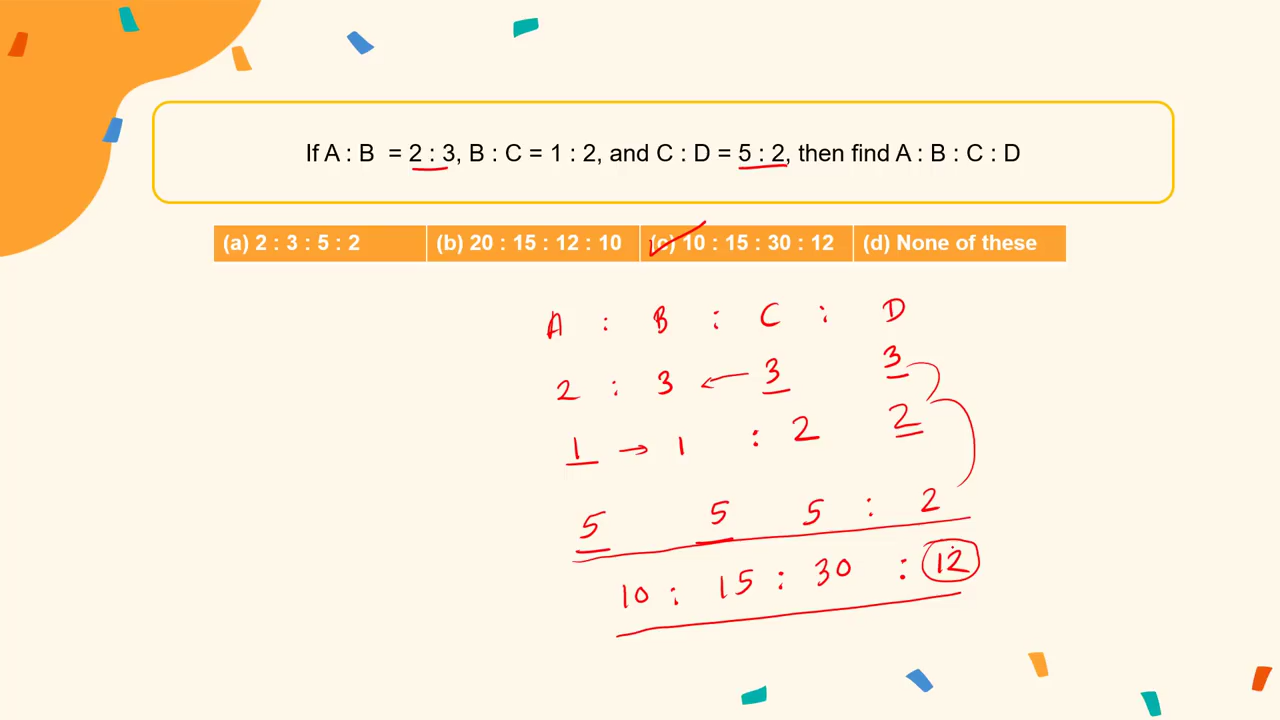 If A : B = 2 : 3, B : C = 1 : 2, and C : D = 5 : 2, then find A : B : C : D
(a) 2 : 3 : 5 : 2 (b) 20 : 15 : 12 : 10 (c) 10 : 15 : 30 : 12 (d) None of these
A : B : C : D
2 : 3 ← 3 3
1 → 1 : 2 2
5 5 5 : 2
10 : 15 : 30 : 12